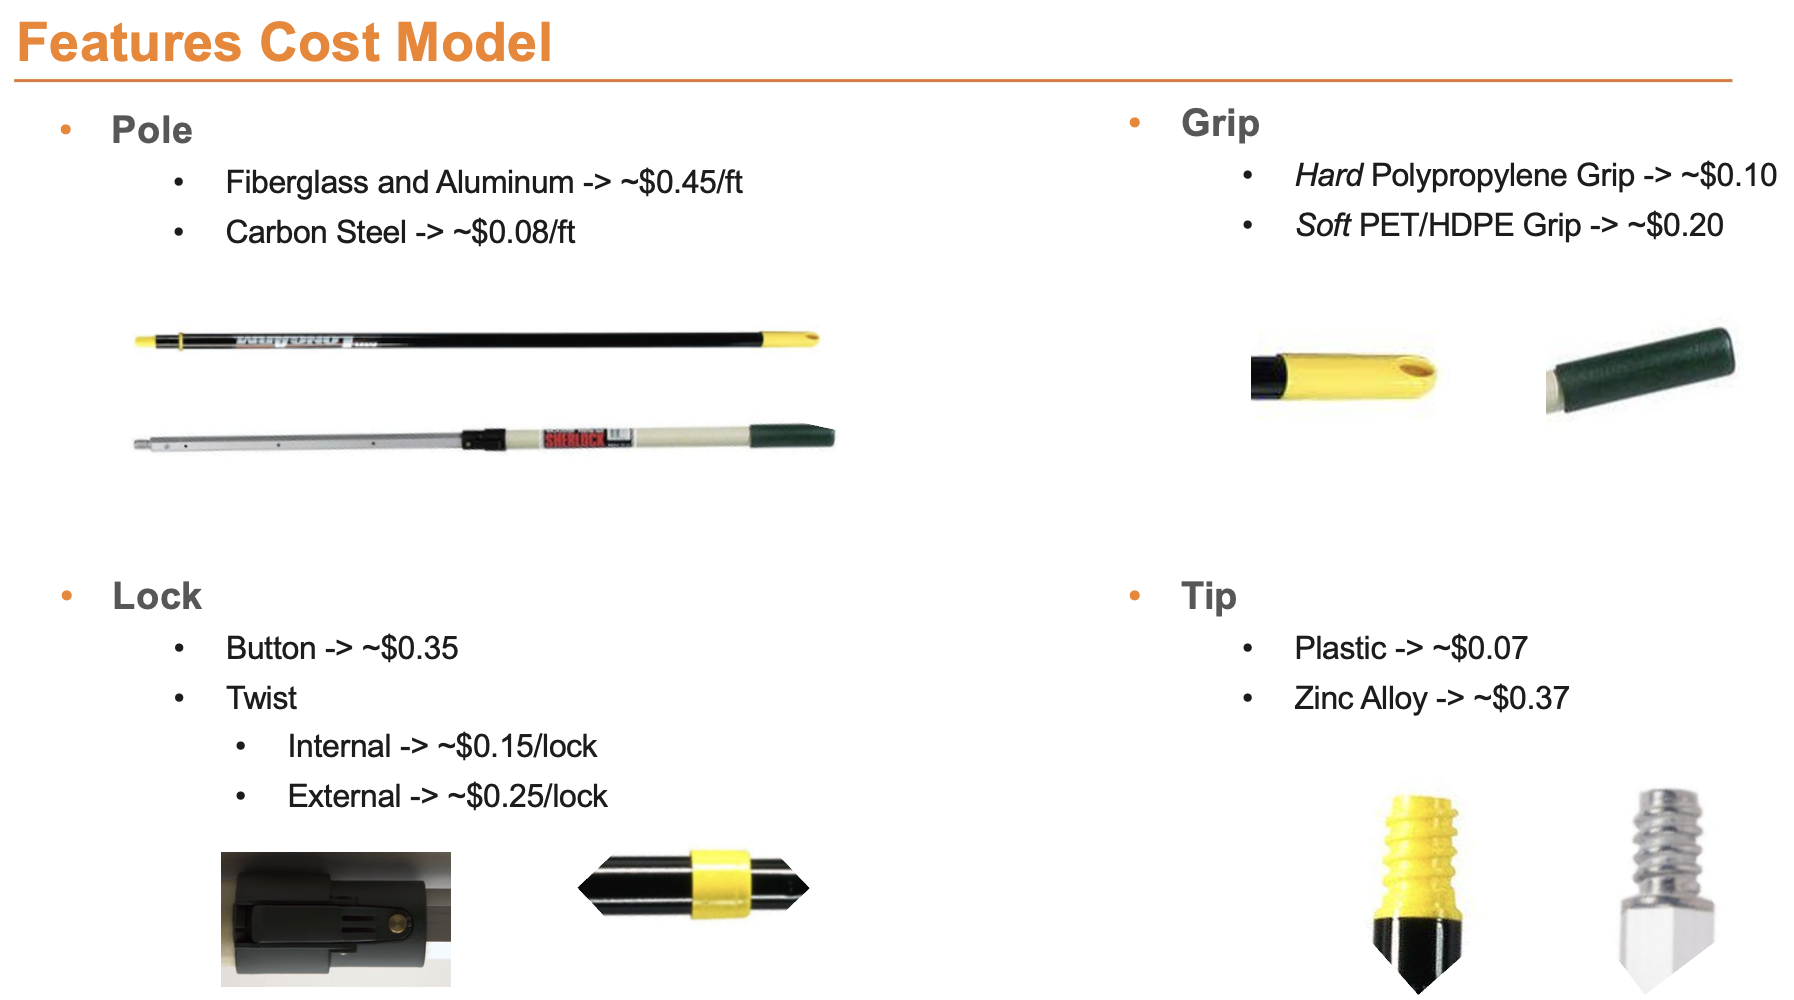 Features Cost Model
• Pole
• Fiberglass and Aluminum -> ~$0.45/ft
• Carbon Steel -> ~$0.08/ft
SHERLOCK
• Grip
• Hard Polypropylene Grip -> ~$0.10
• Soft PET/HDPE Grip -> ~$0.20
• Lock
• Button -> ~$0.35
• Twist
• Internal -> ~$0.15/lock
• External -> ~$0.25/lock
• Tip
• Plastic -> ~$0.07
• Zinc Alloy -> ~$0.37